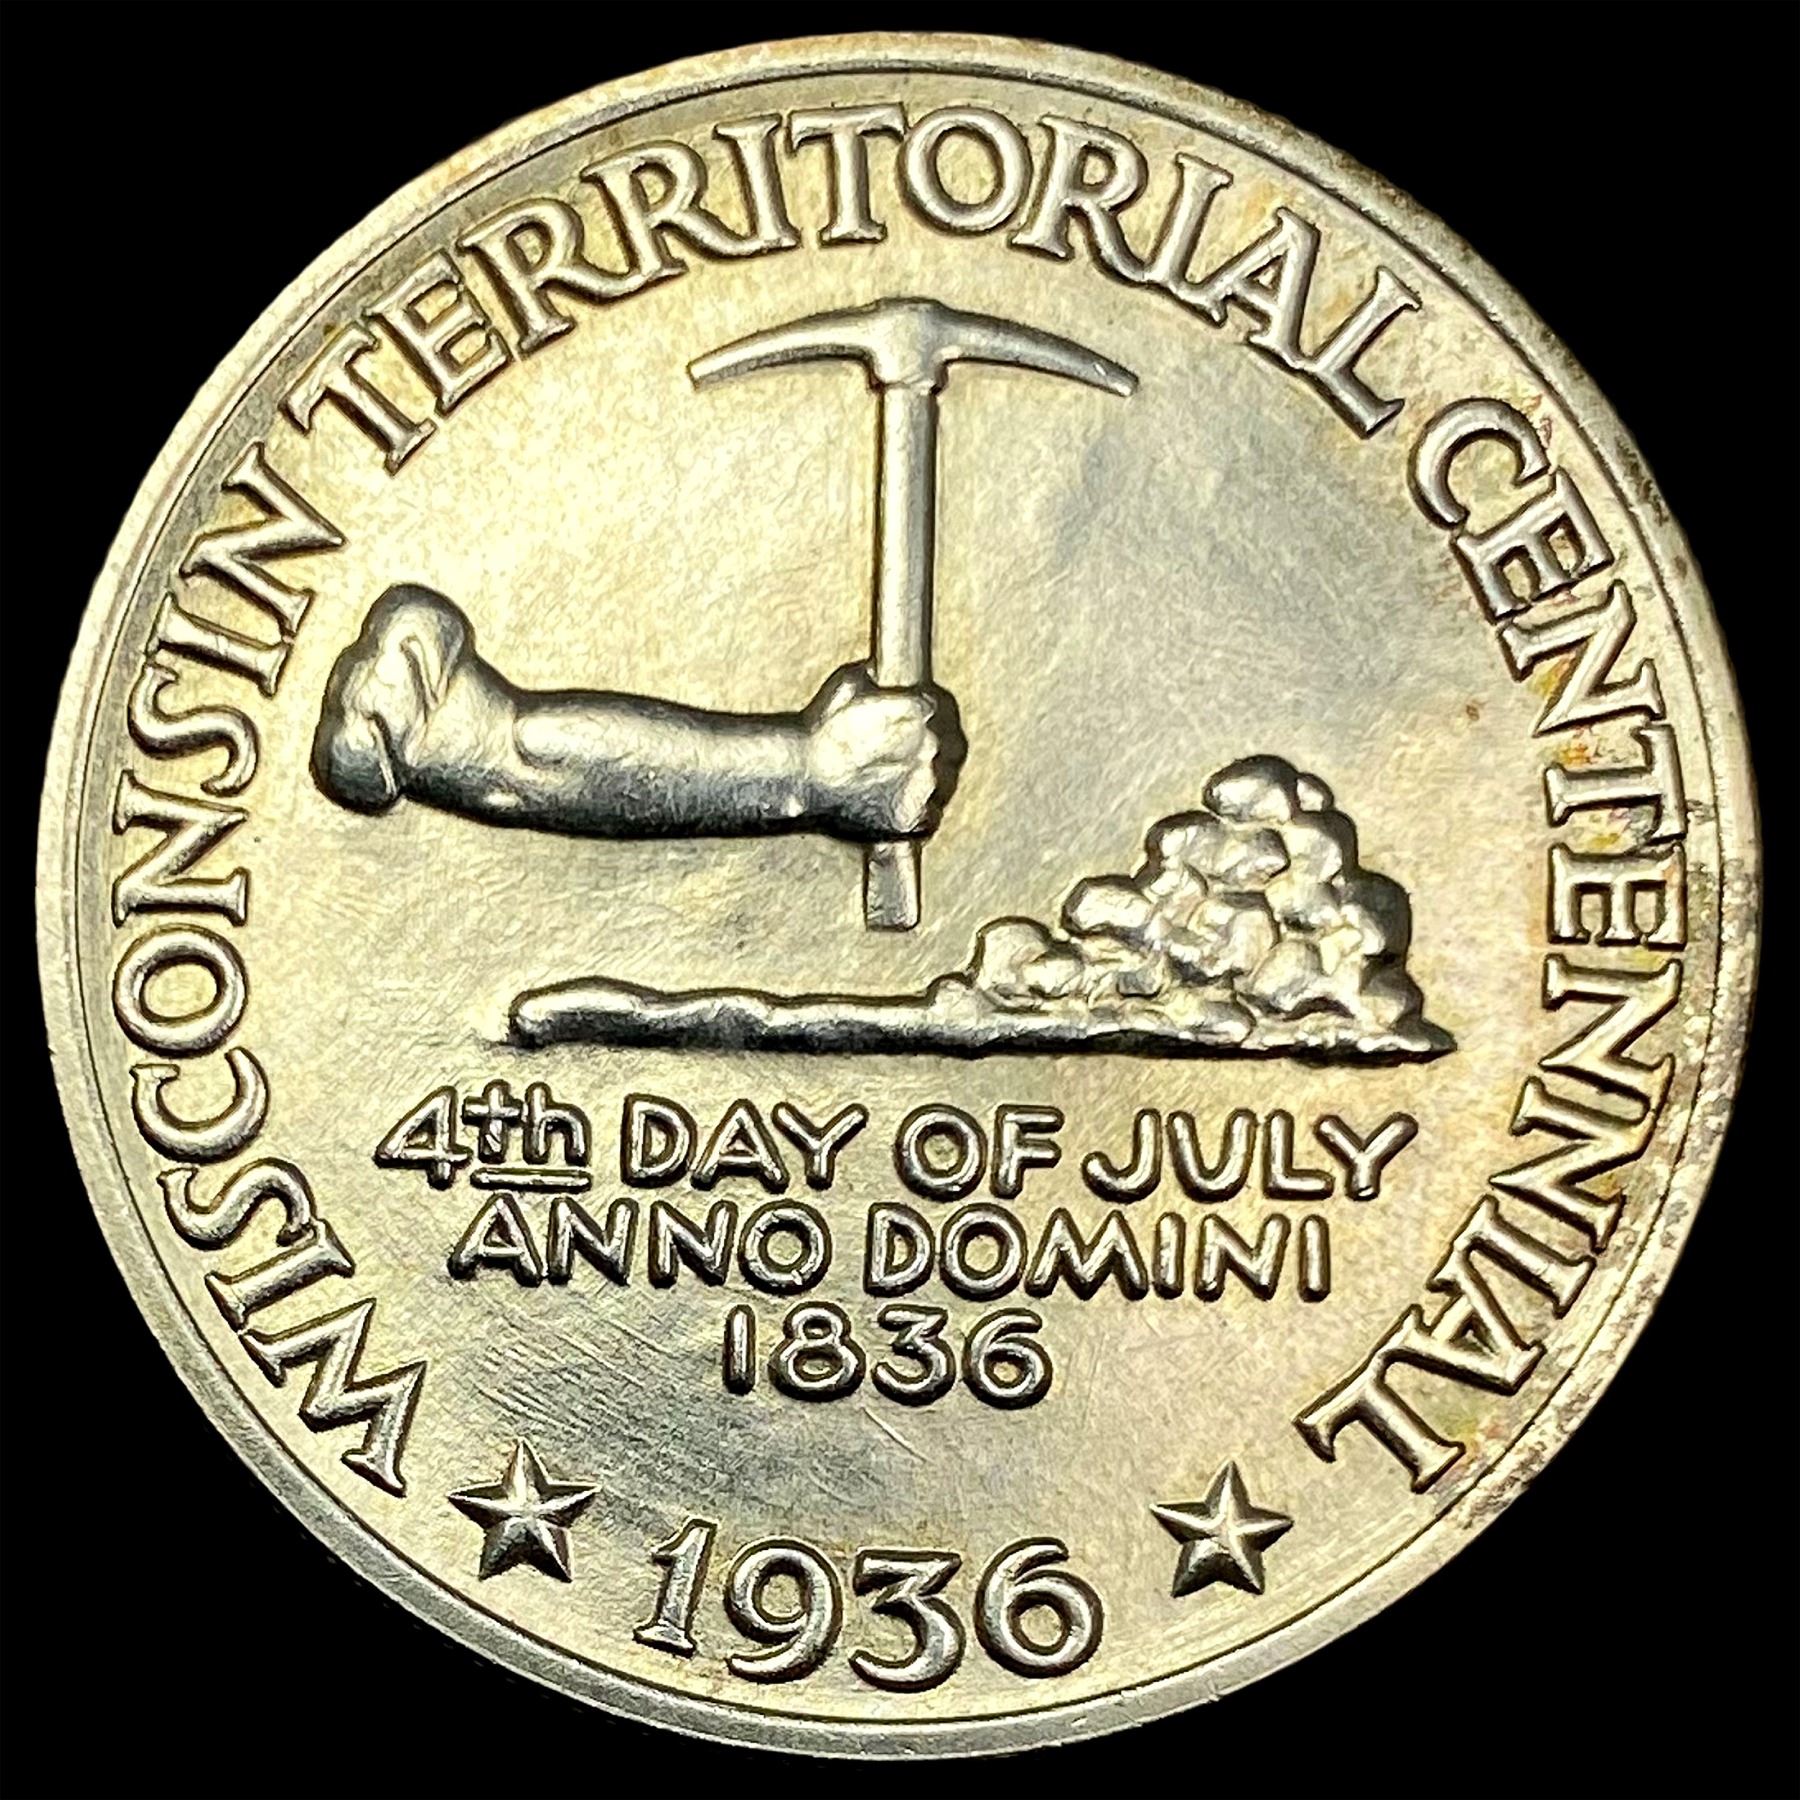 WISCONSIN TERRITORIAL CENTENNIAL
4th DAY OF JULY
ANNO DOMINI
1836
1936